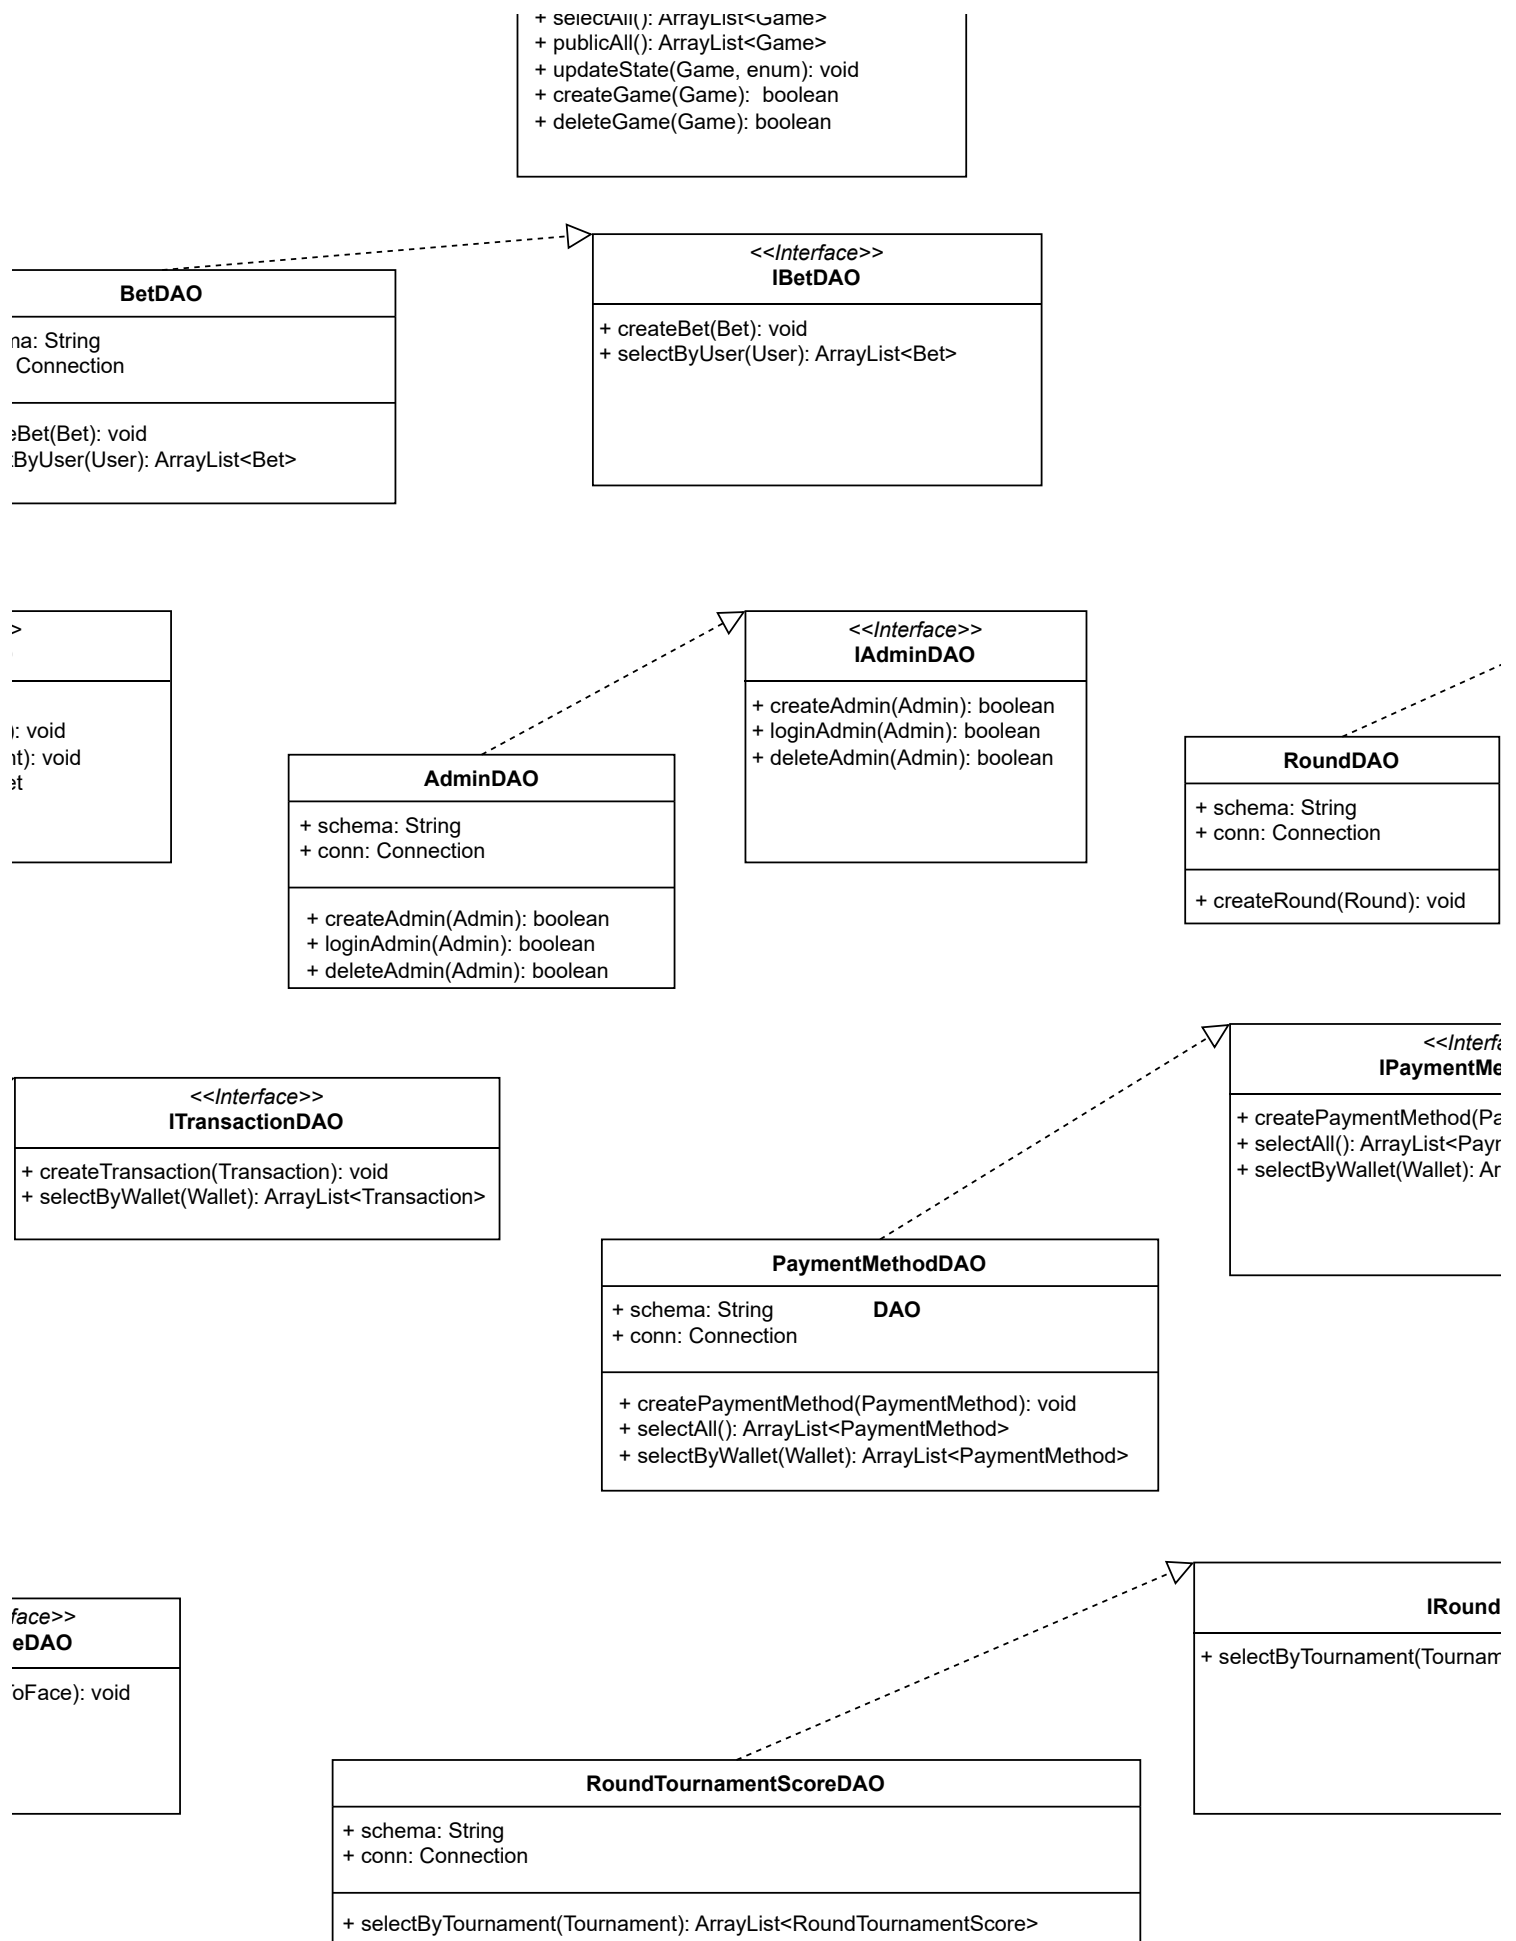 + selectAll(): ArrayList<Game>
+ publicAll(): ArrayList<Game>
+ updateState(Game, enum): void
+ createGame(Game):  boolean
+ deleteGame(Game): boolean
<<Interface>>
IBetDAO
+ createBet(Bet): void
+ selectByUser(User): ArrayList<Bet>
BetDAO
ma: String
Connection
eBet(Bet): void
tByUser(User): ArrayList<Bet>
>
): void
nt): void
et
<<Interface>>
IAdminDAO
+ createAdmin(Admin): boolean
+ loginAdmin(Admin): boolean
+ deleteAdmin(Admin): boolean
AdminDAO
+ schema: String
+ conn: Connection
+ createAdmin(Admin): boolean
+ loginAdmin(Admin): boolean
+ deleteAdmin(Admin): boolean
RoundDAO
+ schema: String
+ conn: Connection
+ createRound(Round): void
<<Interface>>
ITransactionDAO
+ createTransaction(Transaction): void
+ selectByWallet(Wallet): ArrayList<Transaction>
<<Interfa
IPaymentMe
+ createPaymentMethod(Pa
+ selectAll(): ArrayList<Paym
+ selectByWallet(Wallet): Ar
PaymentMethodDAO
+ schema: String
DAO
+ conn: Connection
+ createPaymentMethod(PaymentMethod): void
+ selectAll(): ArrayList<PaymentMethod>
+ selectByWallet(Wallet): ArrayList<PaymentMethod>
face>>
eDAO
oFace): void
IRound
+ selectByTournament(Tournam
RoundTournamentScoreDAO
+ schema: String
+ conn: Connection
+ selectByTournament(Tournament): ArrayList<RoundTournamentScore>